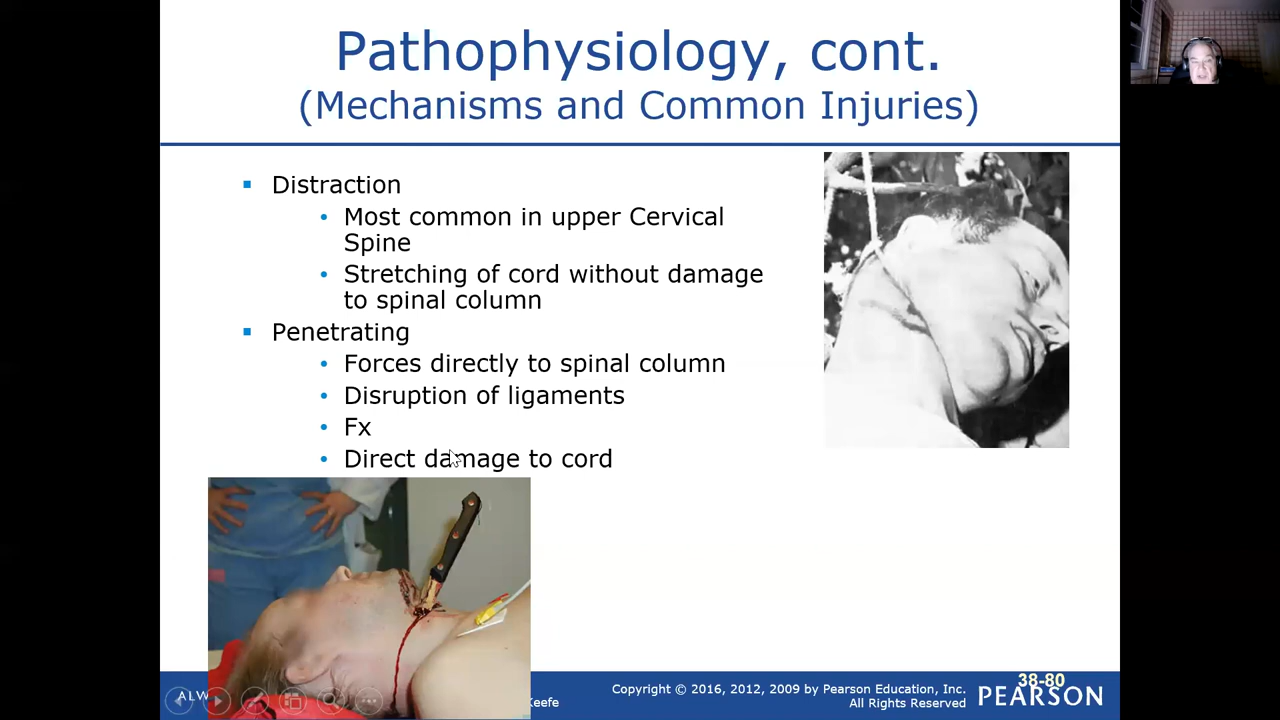 Pathophysiology, cont.
(Mechanisms and Common Injuries)
Distraction
Most common in upper Cervical
Spine
Stretching of cord without damage
to spinal column
Penetrating
Forces directly to spinal column
Disruption of ligaments
Fx
Direct damage to cord
38-80
ALW
Keefe
Copyright © 2016, 2012, 2009 by Pearson Education, Inc.
All Rights Reserved
PEARSON